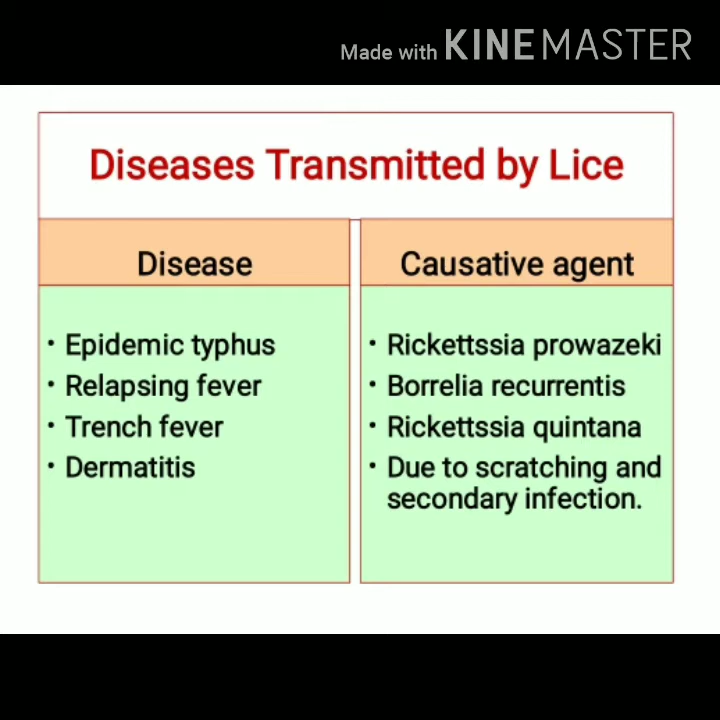 Made with KINEMASTER
Diseases Transmitted by Lice
Disease
Causative agent
• Epidemic typhus
• Relapsing fever
• Trench fever
• Dermatitis
• Rickettssia prowazeki
• Borrelia recurrentis
• Rickettssia quintana
• Due to scratching and
secondary infection.